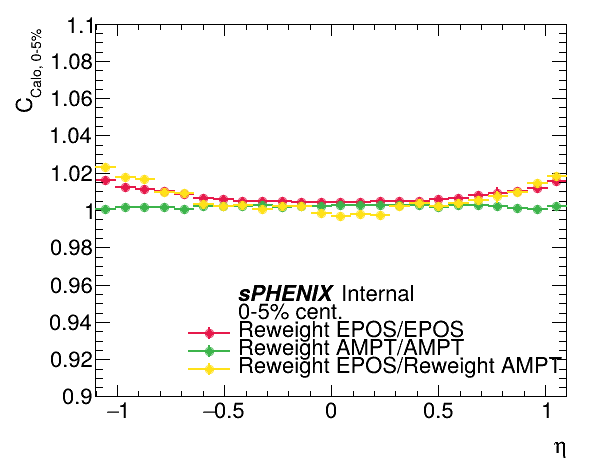 C_Calo, 0-5%
1.1
1.08
1.06
1.04
1.02
1
0.98
0.96
0.94
0.92
0.9
sPHENIX Internal
0-5% cent.
Reweight EPOS/EPOS
Reweight AMPT/AMPT
Reweight EPOS/Reweight AMPT
−1 −0.5 0 0.5 1
η